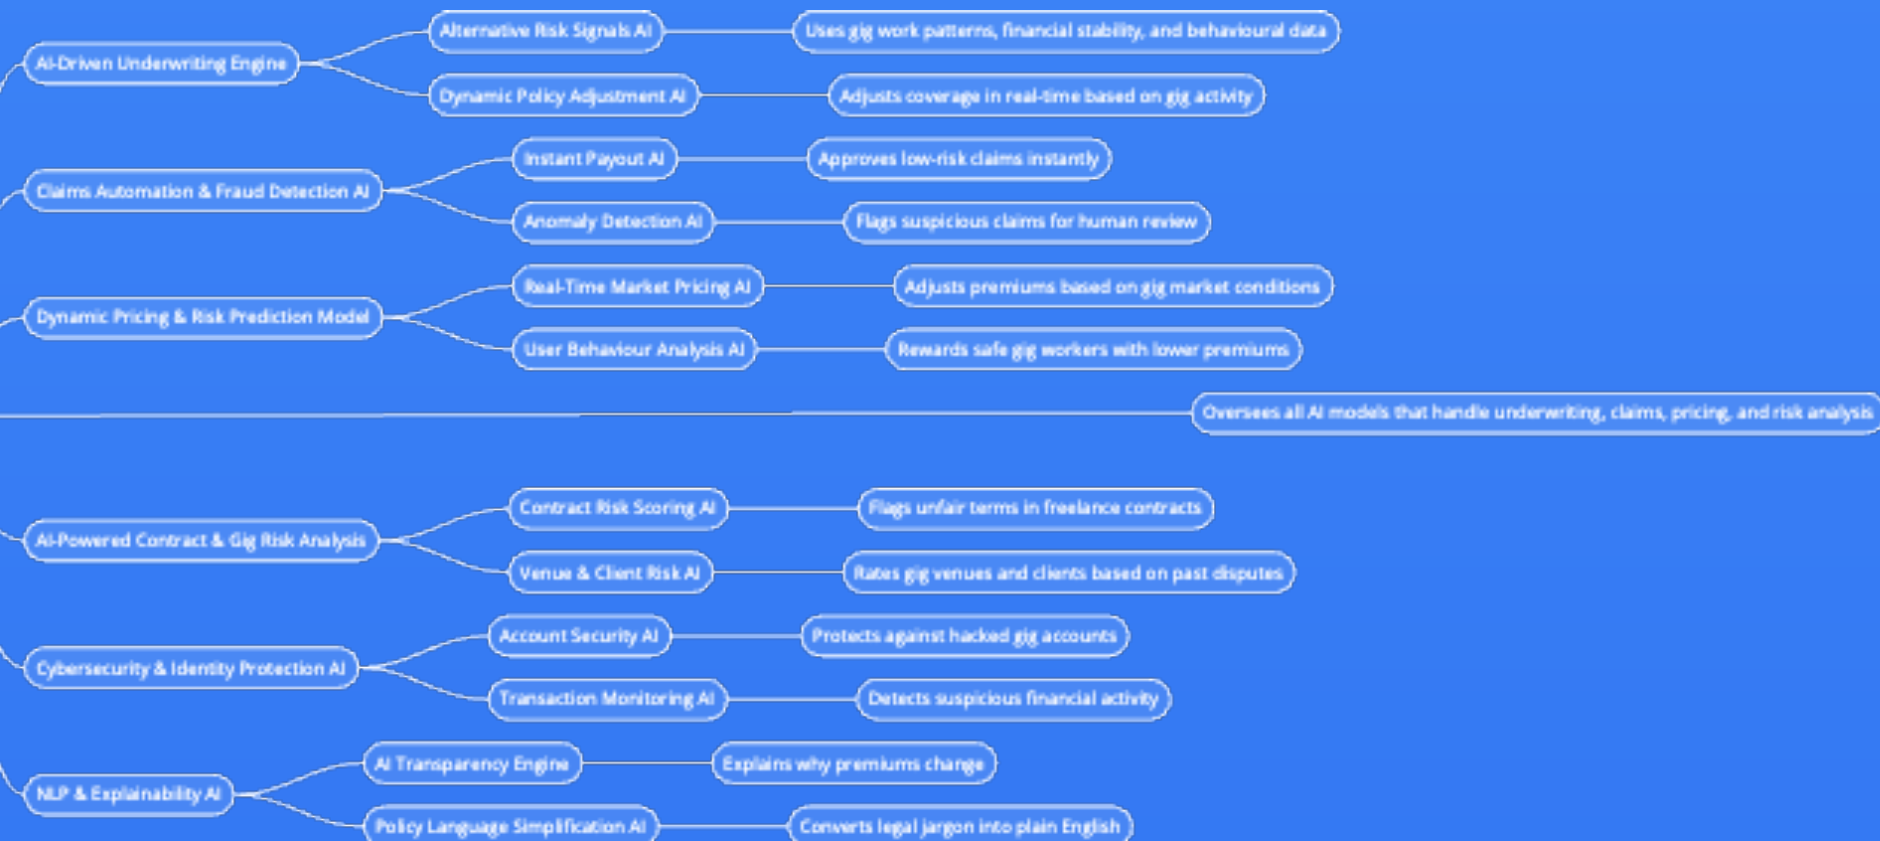 AI-Driven Underwriting Engine
Alternative Risk Signals AI
Uses gig work patterns, financial stability, and behavioural data
Dynamic Policy Adjustment AI
Adjusts coverage in real-time based on gig activity
Claims Automation & Fraud Detection AI
Instant Payout AI
Approves low-risk claims instantly
Anomaly Detection AI
Flags suspicious claims for human review
Dynamic Pricing & Risk Prediction Model
Real-Time Market Pricing AI
Adjusts premiums based on gig market conditions
User Behaviour Analysis AI
Rewards safe gig workers with lower premiums
Oversees all AI models that handle underwriting, claims, pricing, and risk analysis
AI-Powered Contract & Gig Risk Analysis
Contract Risk Scoring AI
Flags unfair terms in freelance contracts
Venue & Client Risk AI
Rates gig venues and clients based on past disputes
Cybersecurity & Identity Protection AI
Account Security AI
Protects against hacked gig accounts
Transaction Monitoring AI
Detects suspicious financial activity
NLP & Explainability AI
AI Transparency Engine
Explains why premiums change
Policy Language Simplification AI
Converts legal jargon into plain English